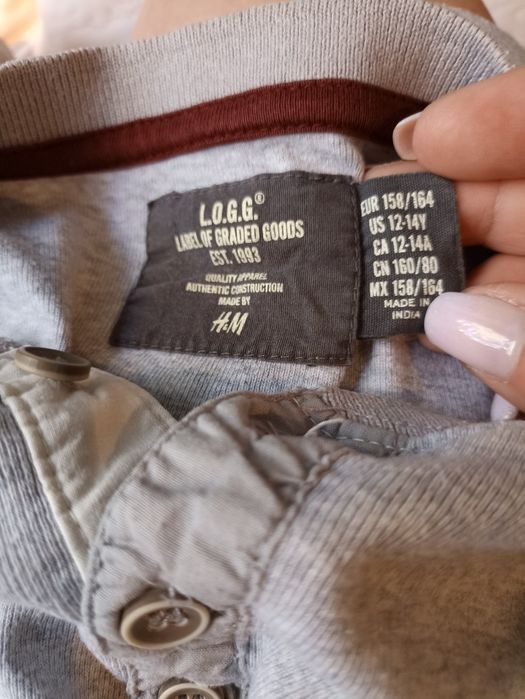 L.O.G.G.®
LABEL OF GRADED GOODS
EST. 1993
QUALITY APPAREL
AUTHENTIC CONSTRUCTION
MADE BY
H&M
EUR 158/164
US 12-14Y
CA 12-14A
CN 160/80
MX 158/164
MADE IN
INDIA